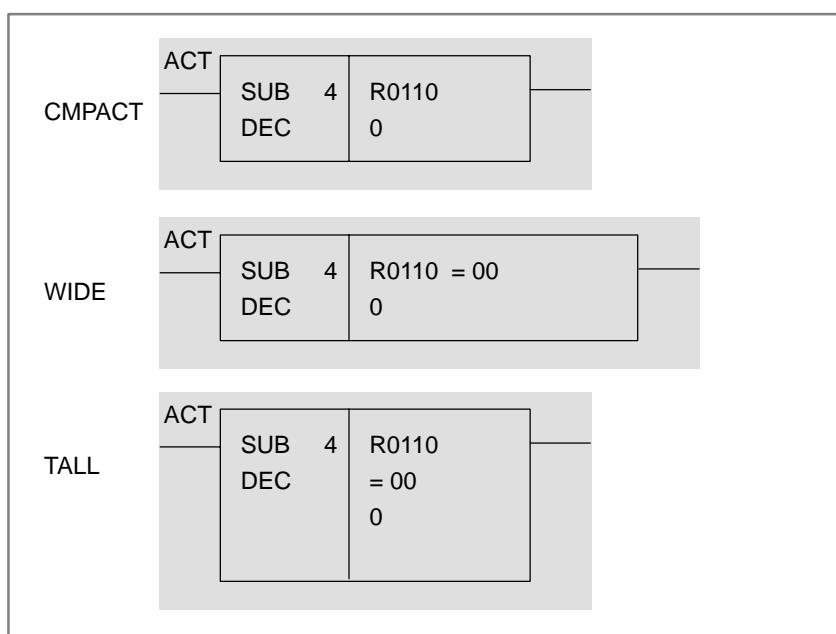 CMPACT
ACT
SUB 4 R0110
DEC 0
WIDE
ACT
SUB 4 R0110 = 00
DEC 0
TALL
ACT
SUB 4 R0110
DEC = 00
0